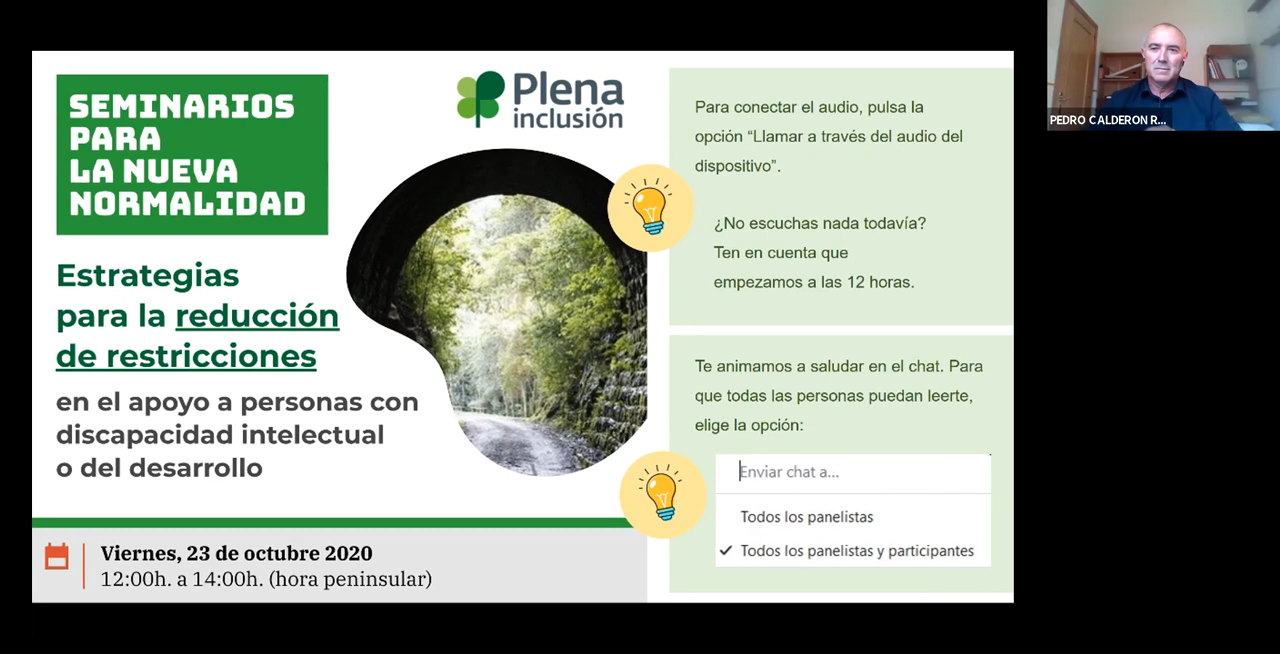 SEMINARIOS
PARA
LA NUEVA
NORMALIDAD
Plena
inclusión
Estrategias
para la reducción
de restricciones
en el apoyo a personas con
discapacidad intelectual
o del desarrollo
Viernes, 23 de octubre 2020
12:00h. a 14:00h. (hora peninsular)
Para conectar el audio, pulsa la
opción “Llamar a través del audio del
dispositivo”.
¿No escuchas nada todavía?
Ten en cuenta que
empezamos a las 12 horas.
Te animamos a saludar en el chat. Para
que todas las personas puedan leerte,
elige la opción:
Enviar chat a...
Todos los panelistas
Todos los panelistas y participantes
PEDRO CALDERON R...